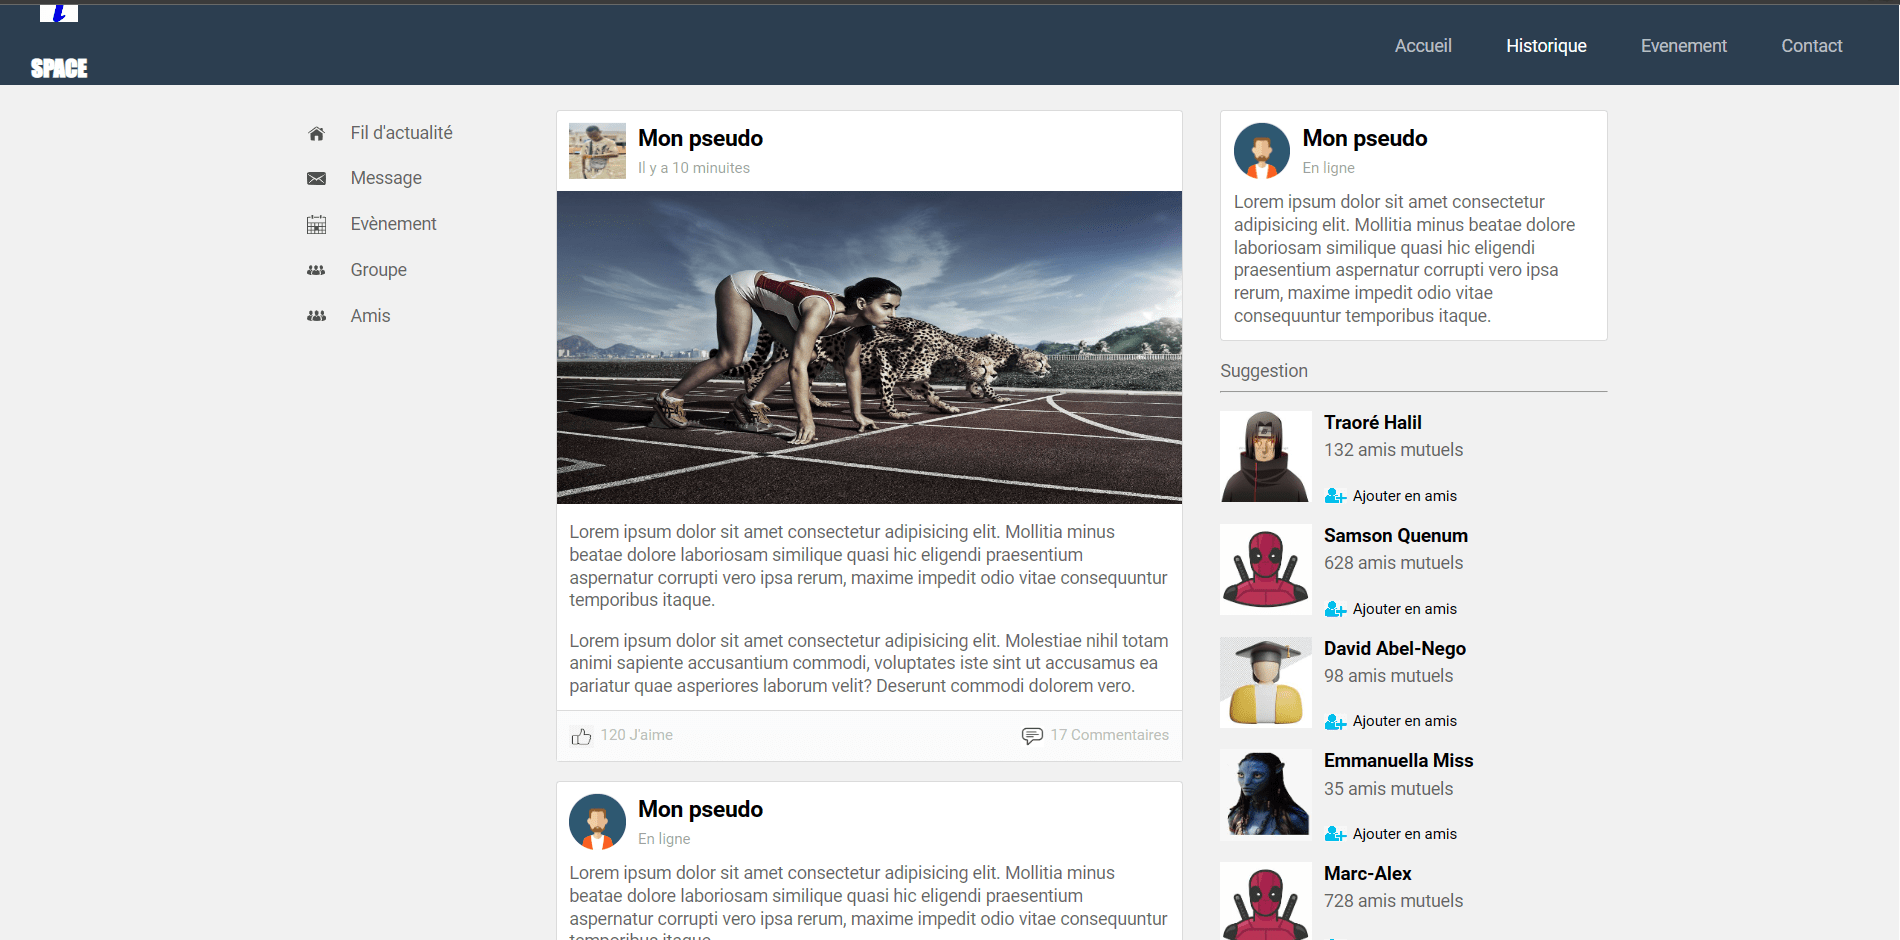 i
SPACE
Accueil
Historique
Evenement
Contact
Fil d'actualité
Message
Evènement
Groupe
Amis
Mon pseudo
Il y a 10 minuites
Lorem ipsum dolor sit amet consectetur adipisicing elit. Mollitia minus
beatae dolore laboriosam similique quasi hic eligendi praesentium
aspernatur corrupti vero ipsa rerum, maxime impedit odio vitae consequuntur
temporibus itaque.
Lorem ipsum dolor sit amet consectetur adipisicing elit. Molestiae nihil totam
animi sapiente accusantium commodi, voluptates iste sint ut accusamus ea
pariatur quae asperiores laborum velit? Deserunt commodi dolorem vero.
120 J'aime
17 Commentaires
Mon pseudo
En ligne
Lorem ipsum dolor sit amet consectetur adipisicing elit. Mollitia minus
beatae dolore laboriosam similique quasi hic eligendi praesentium
aspernatur corrupti vero ipsa rerum, maxime impedit odio vitae consequuntur
temporibus itaque.
Mon pseudo
En ligne
Lorem ipsum dolor sit amet consectetur
adipisicing elit. Mollitia minus beatae dolore
laboriosam similique quasi hic eligendi
praesentium aspernatur corrupti vero ipsa
rerum, maxime impedit odio vitae
consequuntur temporibus itaque.
Suggestion
Traoré Halil
132 amis mutuels
Ajouter en amis
Samson Quenum
628 amis mutuels
Ajouter en amis
David Abel-Nego
98 amis mutuels
Ajouter en amis
Emmanuella Miss
35 amis mutuels
Ajouter en amis
Marc-Alex
728 amis mutuels